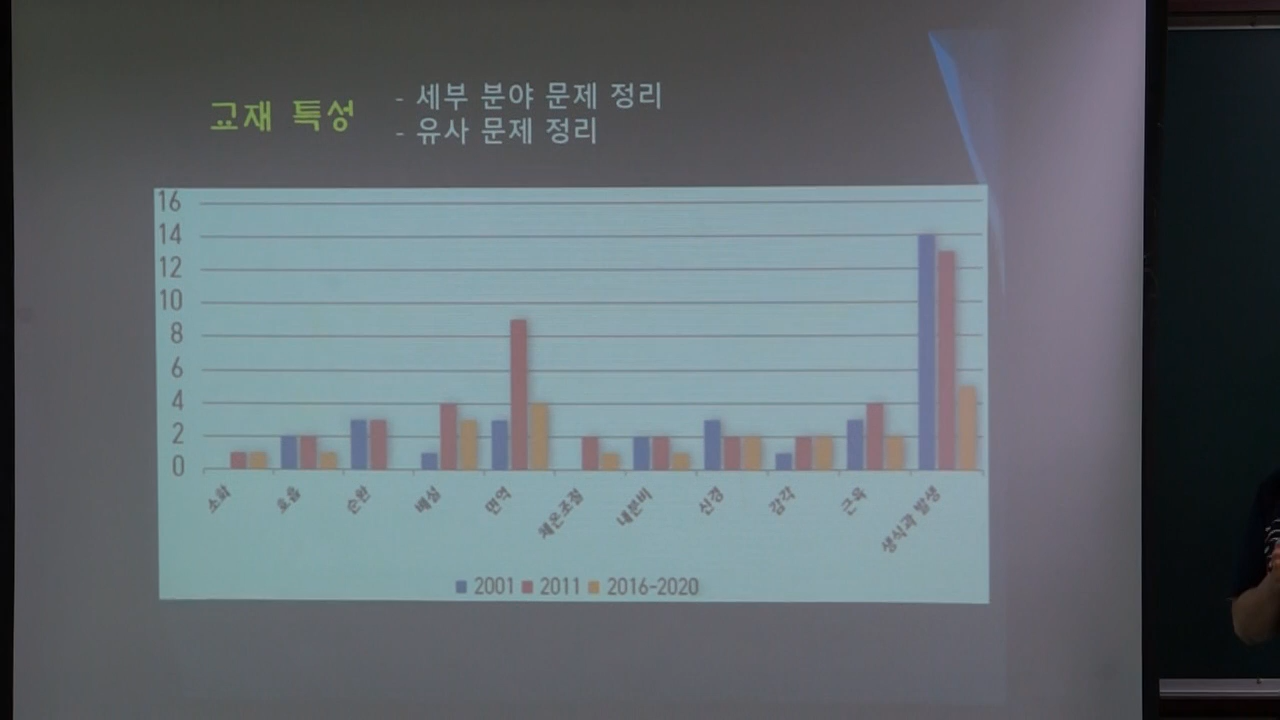 교재 특성
- 세부 분야 문제 정리
- 유사 문제 정리
16
14
12
10
8
6
4
2
0
소화
호흡
순환
배설
면역
체온조절
내분비
신경
감각
근육
생식과 발생
2001
2011
2016-2020